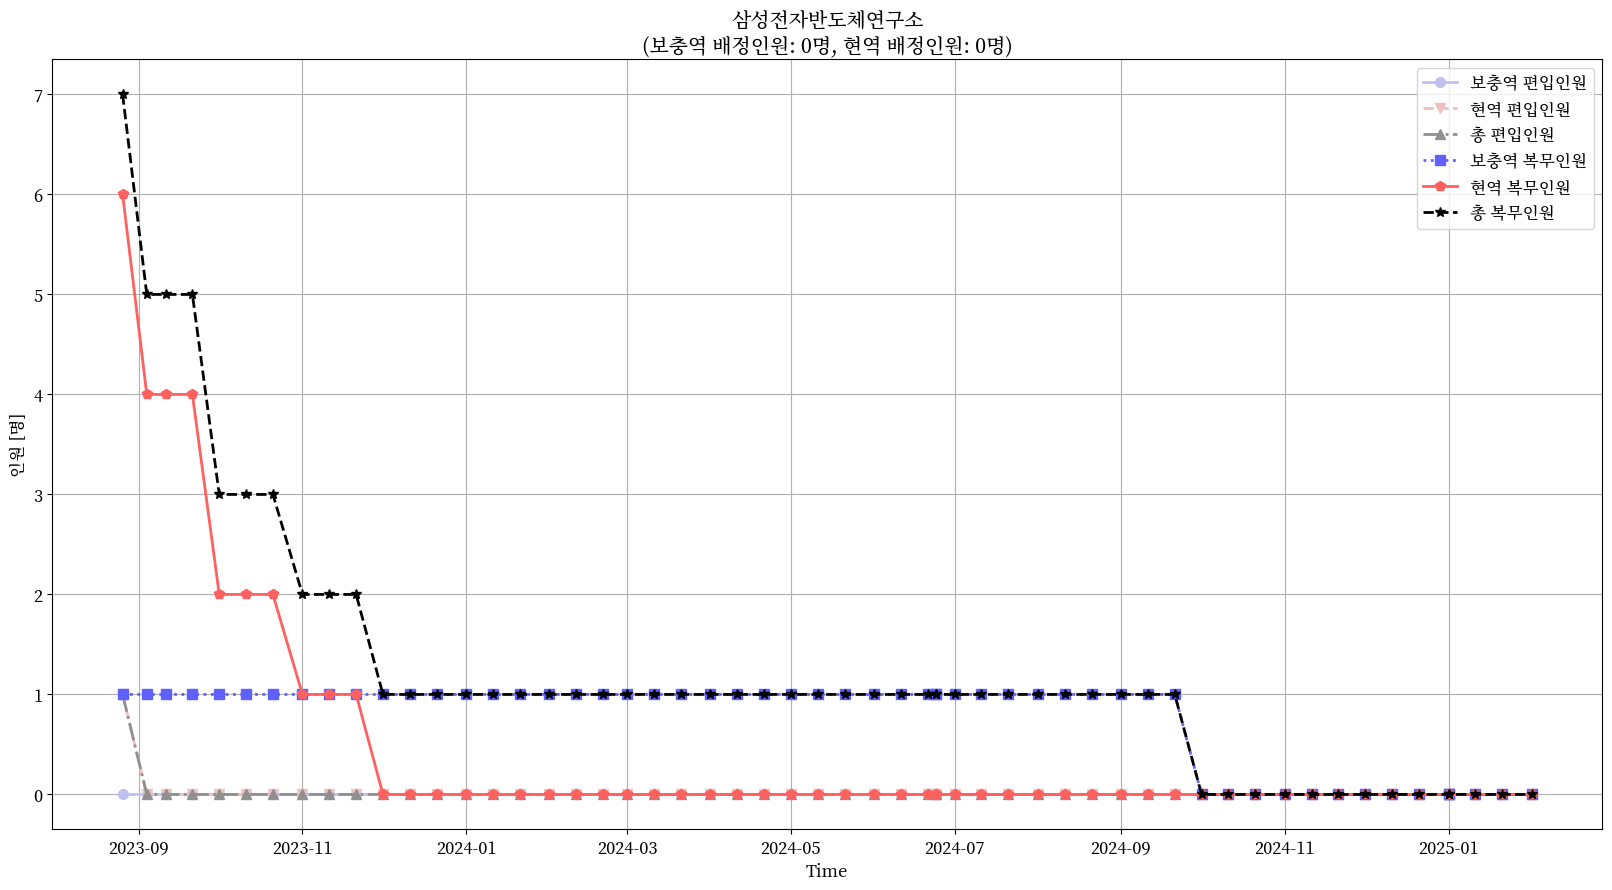 삼성전자반도체연구소
(보충역 배정인원: 0명, 현역 배정인원: 0명)
보충역 편입인원
현역 편입인원
총 편입인원
보충역 복무인원
현역 복무인원
총 복무인원
인원 [명]
7
6
5
4
3
2
1
0
2023-09
2023-11
2024-01
2024-03
2024-05
2024-07
2024-09
2024-11
2025-01
Time